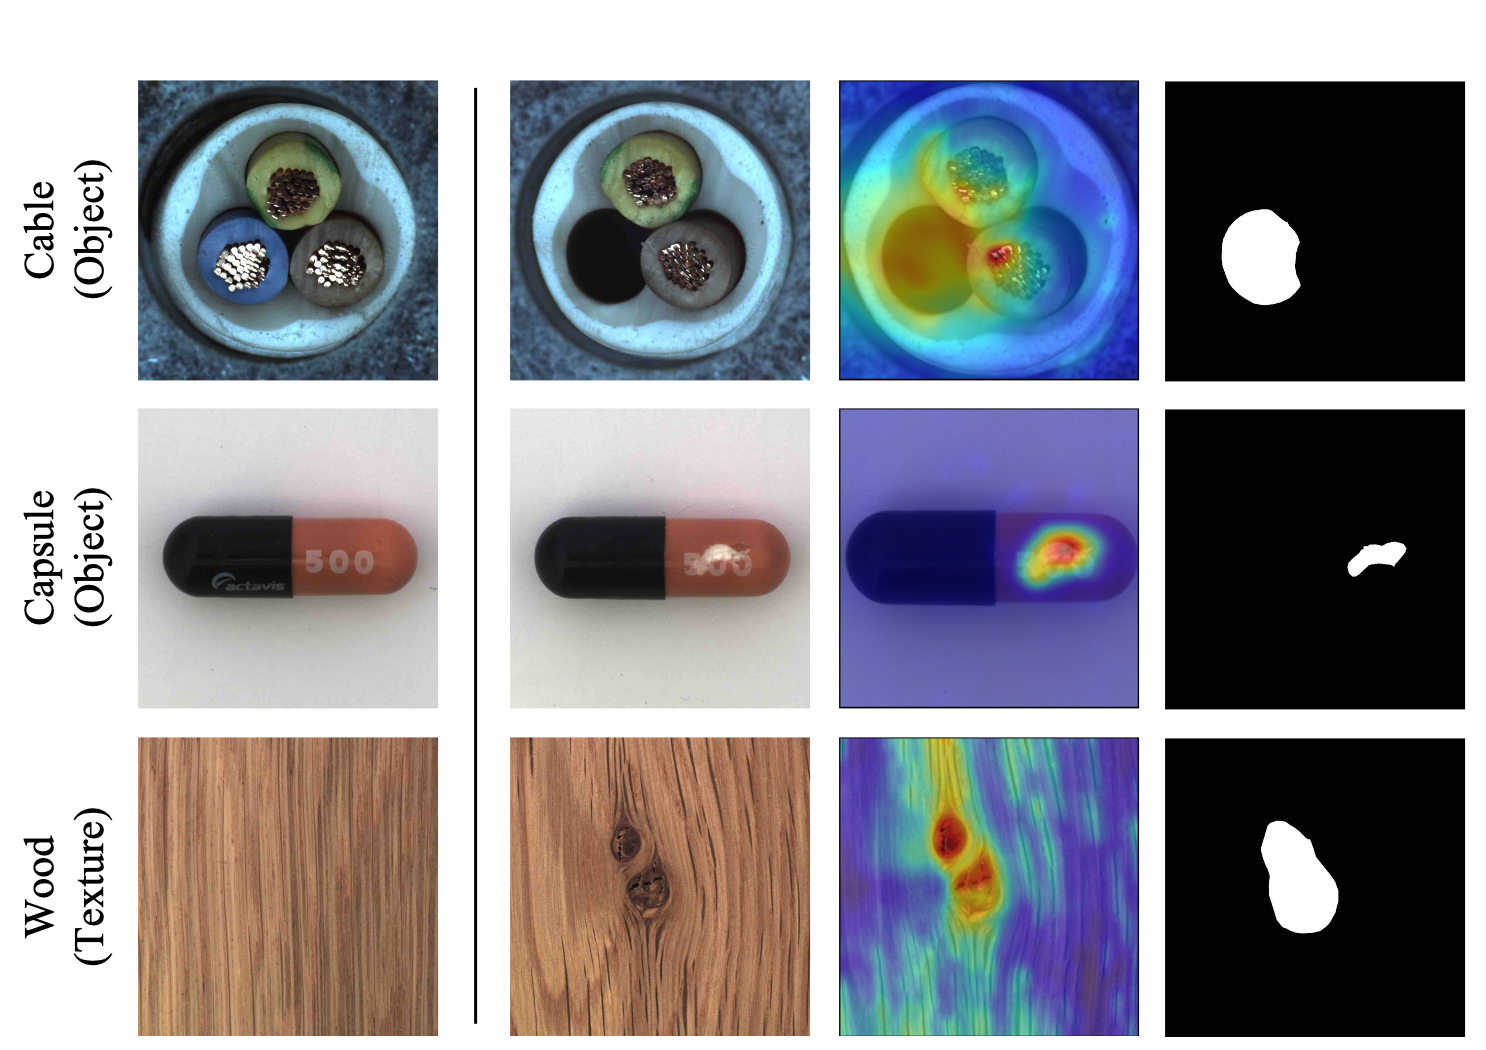 Cable
(Object)
Capsule
(Object)
Wood
(Texture)
500
actavis